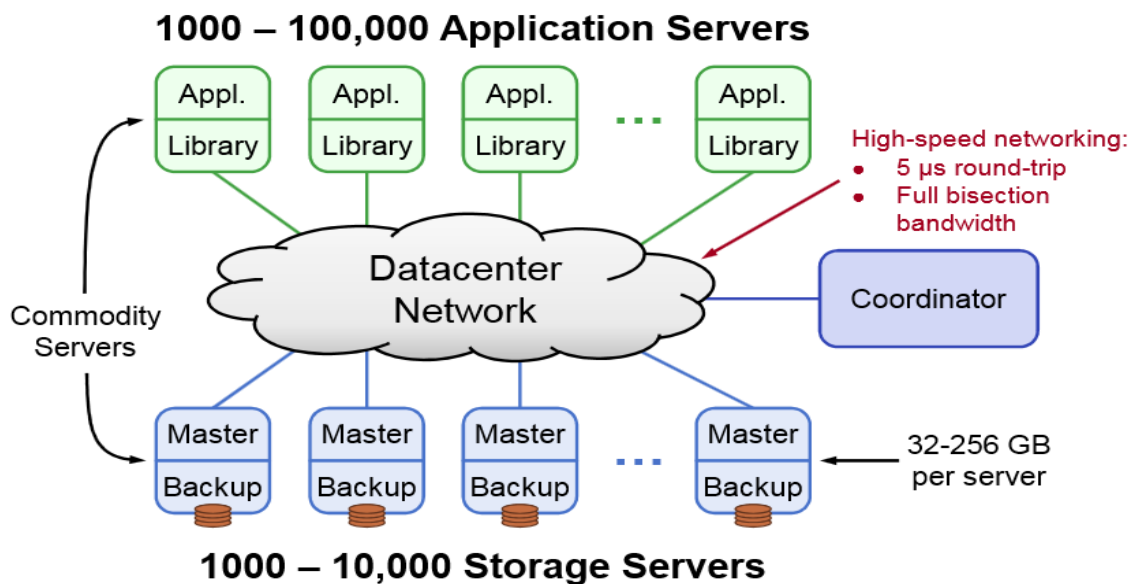 1000 – 100,000 Application Servers
Appl.
Library
Appl.
Library
Appl.
Library
Appl.
Library
High-speed networking:
● 5 μs round-trip
● Full bisection
bandwidth
Datacenter
Network
Coordinator
Commodity
Servers
Master
Backup
Master
Backup
Master
Backup
Master
Backup
32-256 GB
per server
1000 – 10,000 Storage Servers